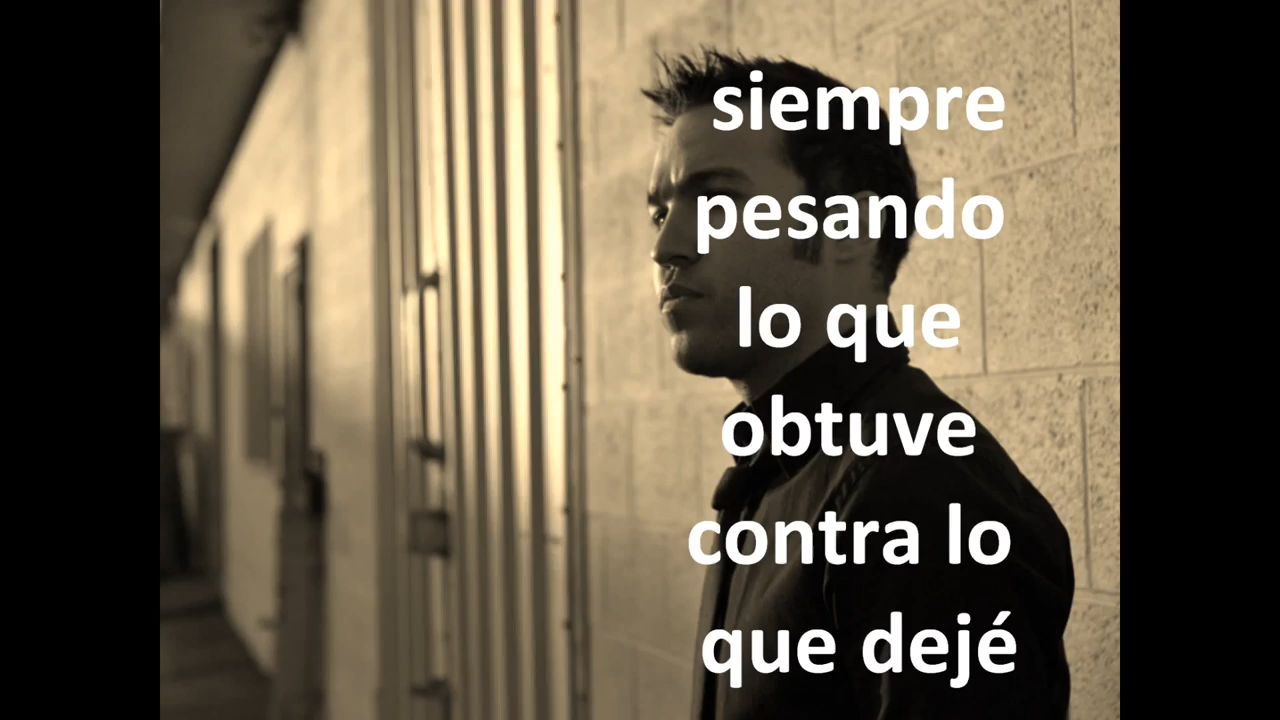 siempre
pesando
lo que
obtuve
contra lo
que dejé